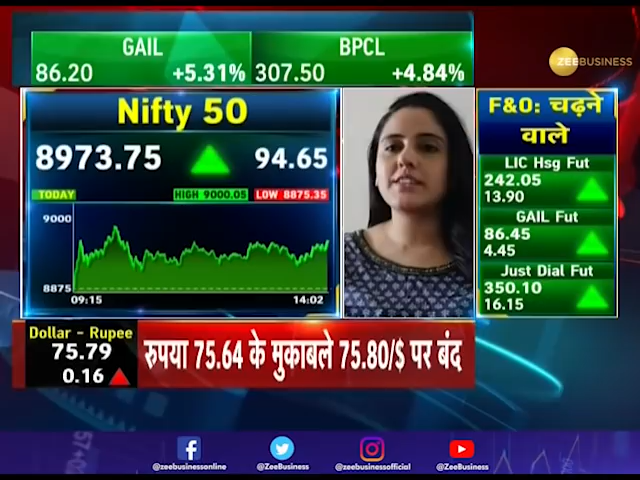 GAIL
86.20 +5.31%
BPCL
307.50 +4.84%
ZEEBUSINESS
Nifty 50
8973.75 94.65
TODAY HIGH 9000.05 LOW 8875.35
9000
8875
09:15 14:02
F&O: चढ़ने
वाले
LIC Hsg Fut
242.05
13.90
GAIL Fut
86.45
4.45
Just Dial Fut
350.10
16.15
Dollar - Rupee
75.79
0.16
रुपया 75.64 के मुकाबले 75.80/$ पर बंद
@zeebusinessonline
@ZeeBusiness
@zeebusinessofficial
@ZeeBusiness